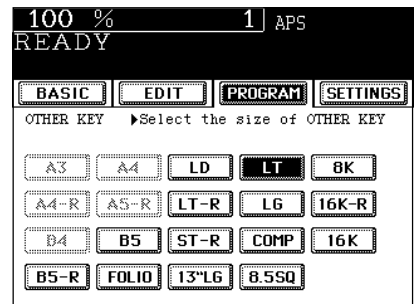 100 % 1 APS
READY
BASIC EDIT PROGRAM SETTINGS
OTHER KEY ▶Select the size of OTHER KEY
A3 A4 LD LT 8K
A4-R A5-R LT-R LG 16K-R
B4 B5 ST-R COMP 16K
B5-R FOLIO 13"LG 8.5SQ